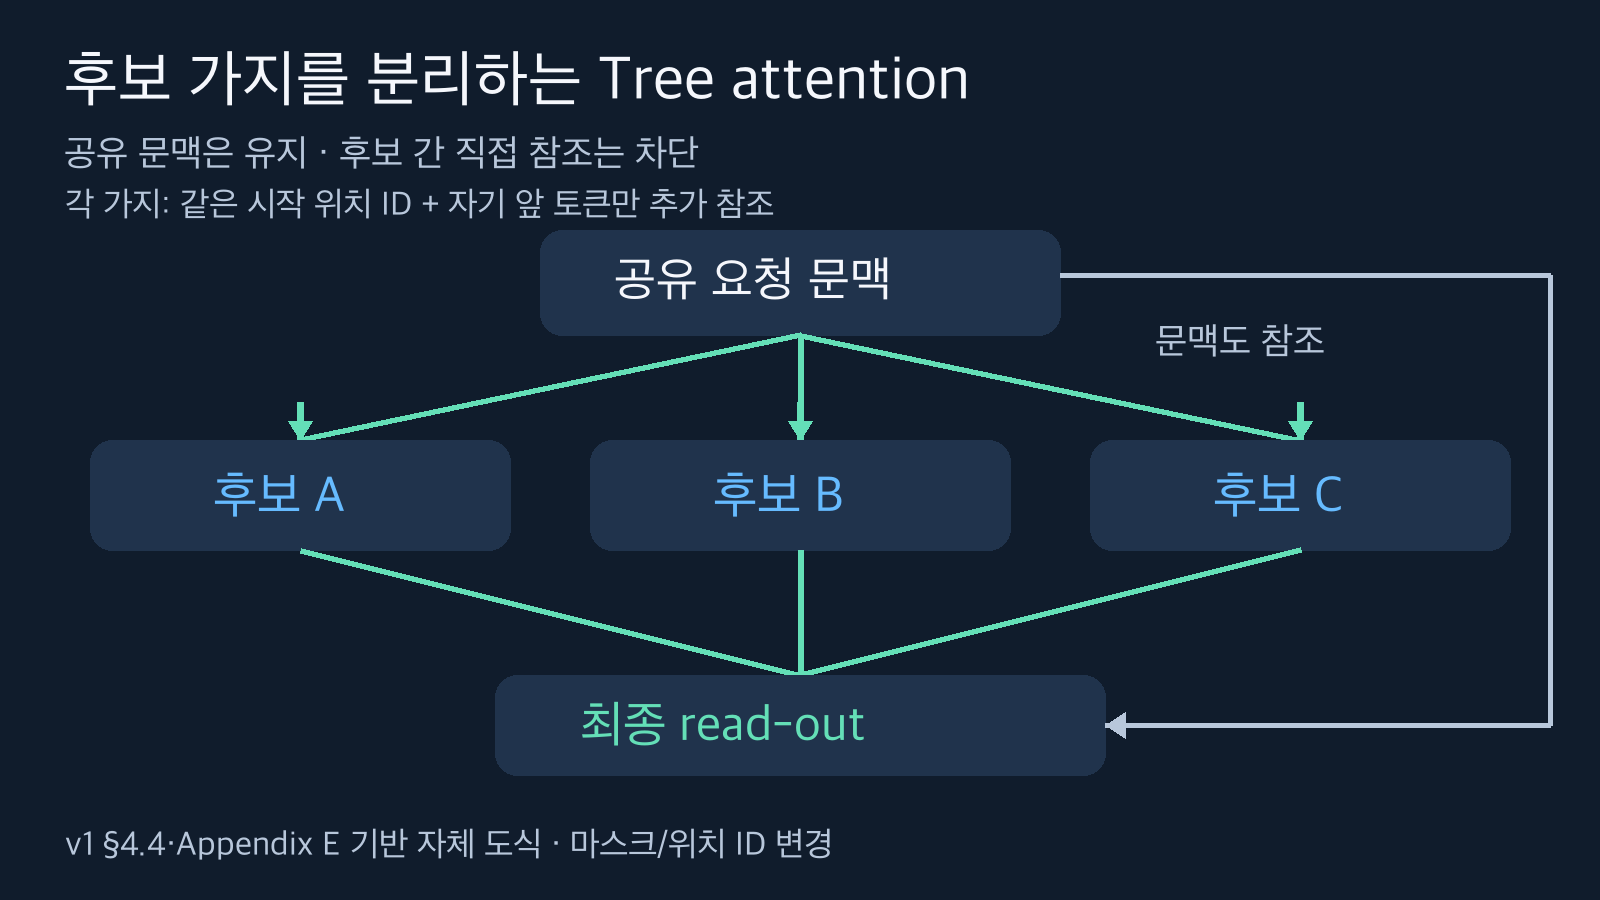 후보 가지를 분리하는 Tree attention
공유 문맥은 유지 · 후보 간 직접 참조는 차단
각 가지: 같은 시작 위치 ID + 자기 앞 토큰만 추가 참조
공유 요청 문맥
문맥도 참조
후보 A
후보 B
후보 C
최종 read-out
v1 §4.4·Appendix E 기반 자체 도식 · 마스크/위치 ID 변경